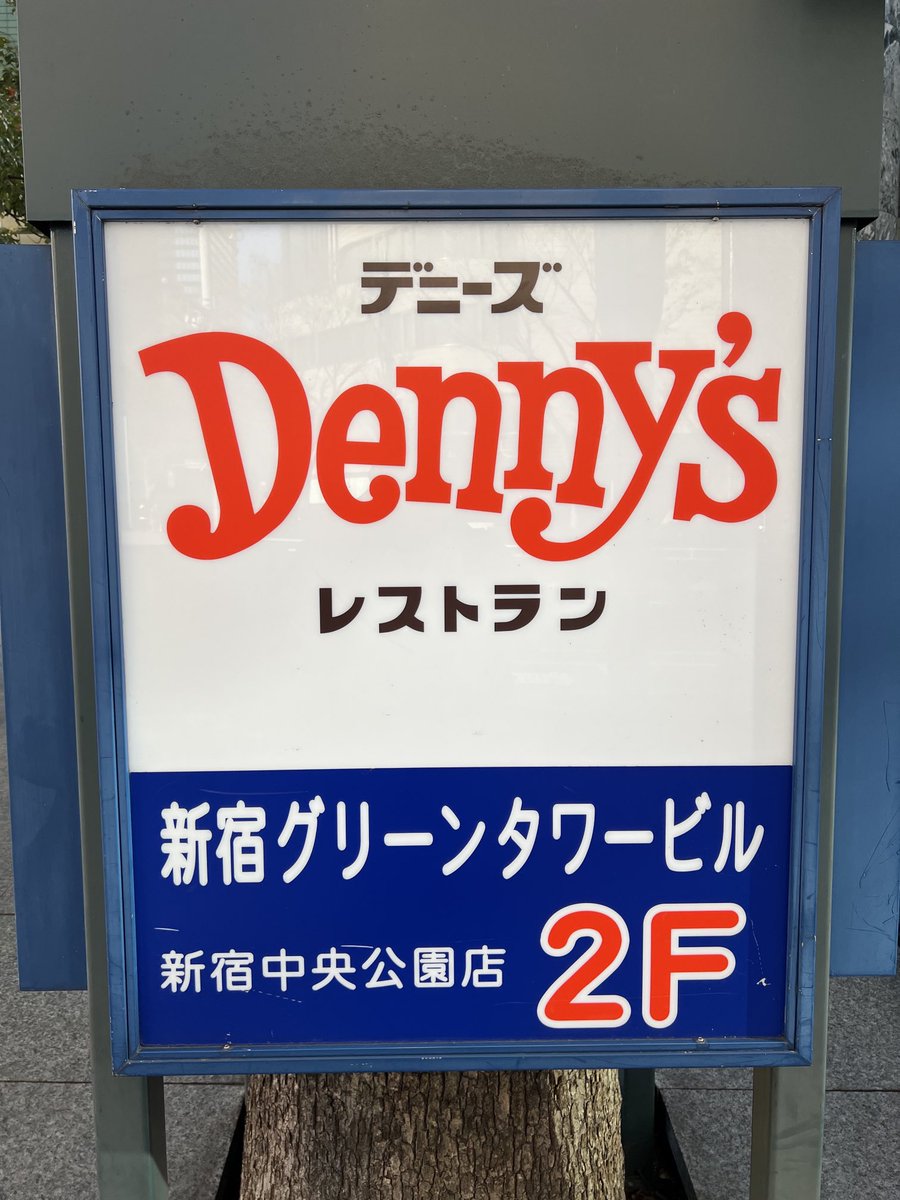 デニーズ
Denny's
レストラン
新宿グリーンタワービル
新宿中央公園店 2F